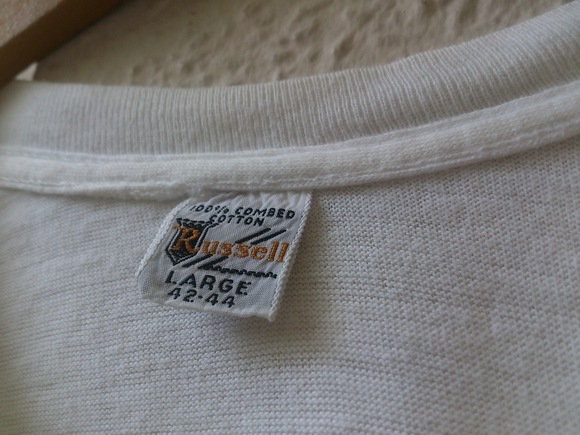 100% COMBED
COTTON
Russell
LARGE
42-44